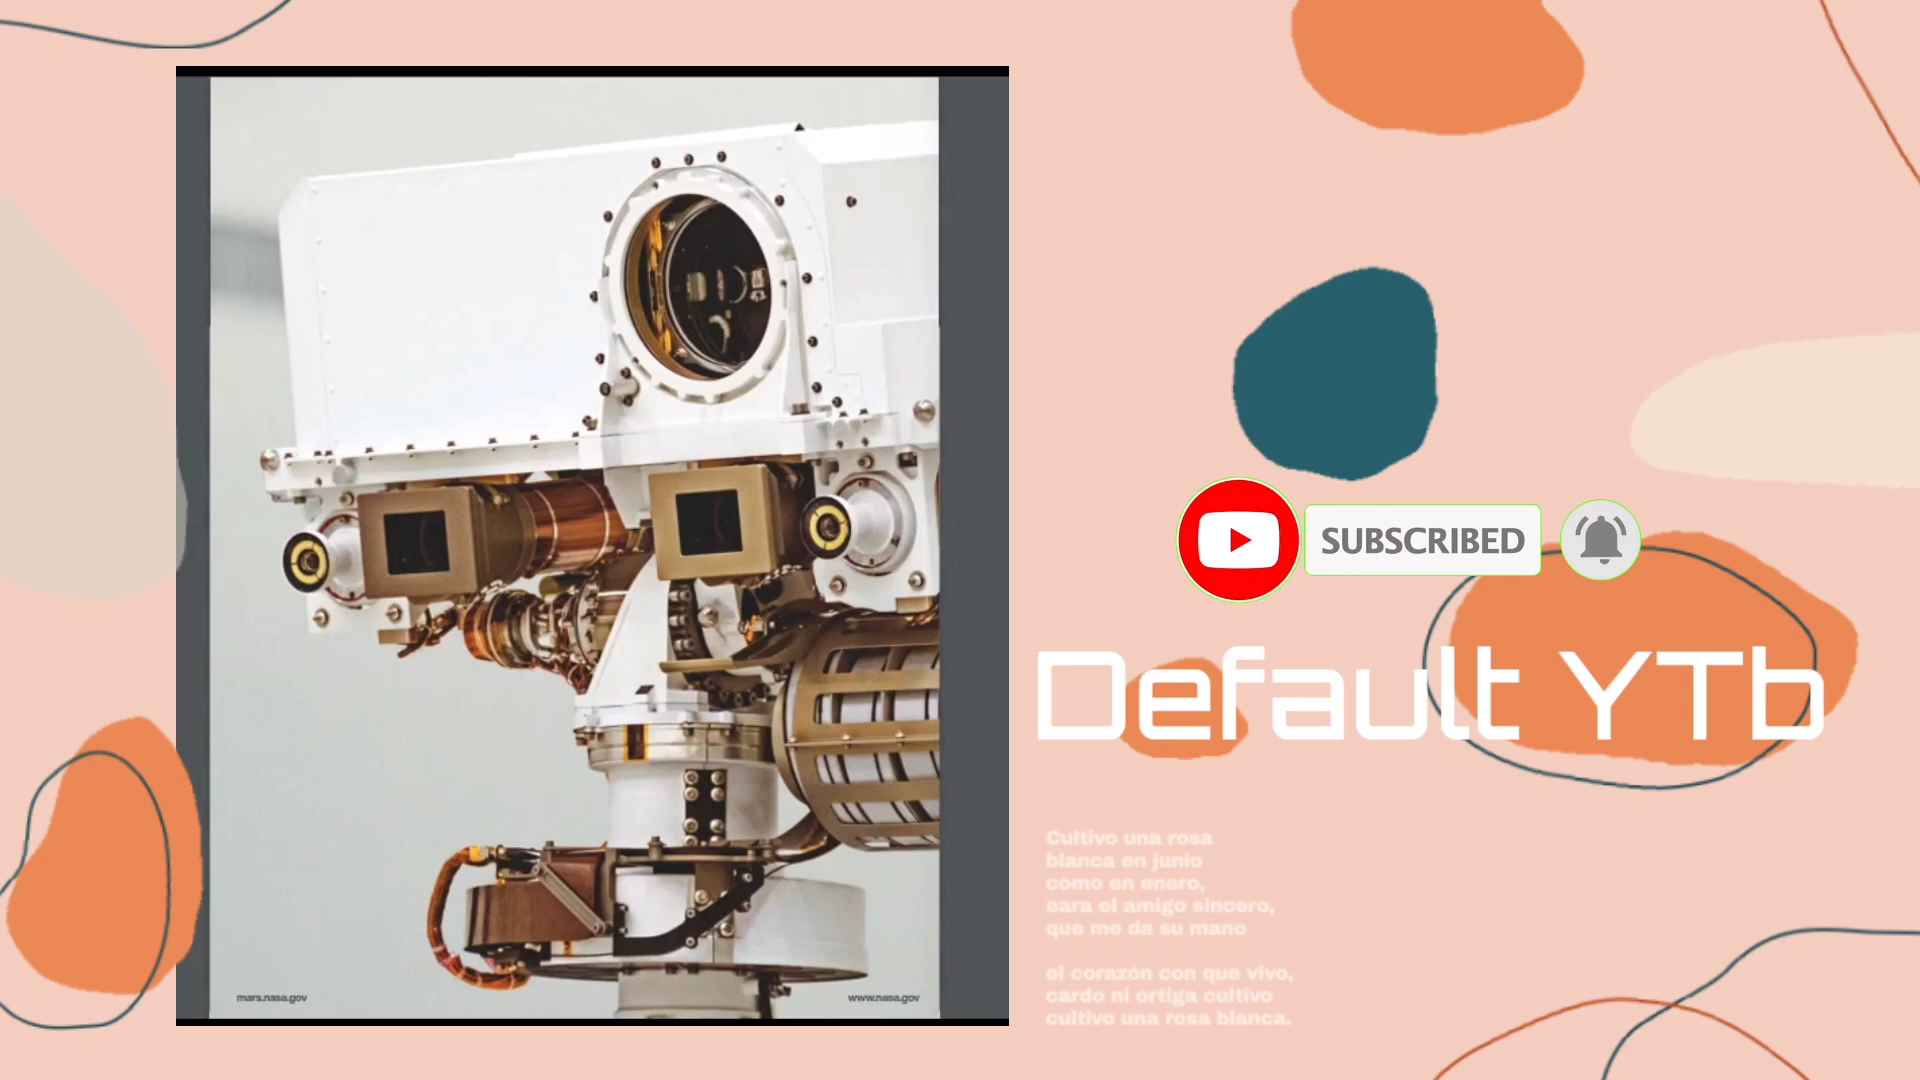 SUBSCRIBED
Default YTb
Cultivo una rosa
blanca en junio
como en enero,
eara el amigo sincero,
que me da su mano
el corazón con que vivo,
cardo ni ortiga cultivo
cultivo una rosa blanca.
mars.nasa.gov
www.nasa.gov